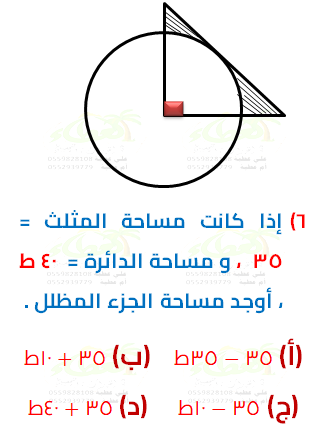 ٦) إذا كانت مساحة المثلث =
٣٥ ، و مساحة الدائرة = ٤٠ ط
، أوجد مساحة الجزء المظلل .
(أ) ٣٥ – ٣٥ط (ب) ٣٥ + ١٠ط
(ج) ٣٥ – ١٠ط (د) ٣٥ + ٤٠ط